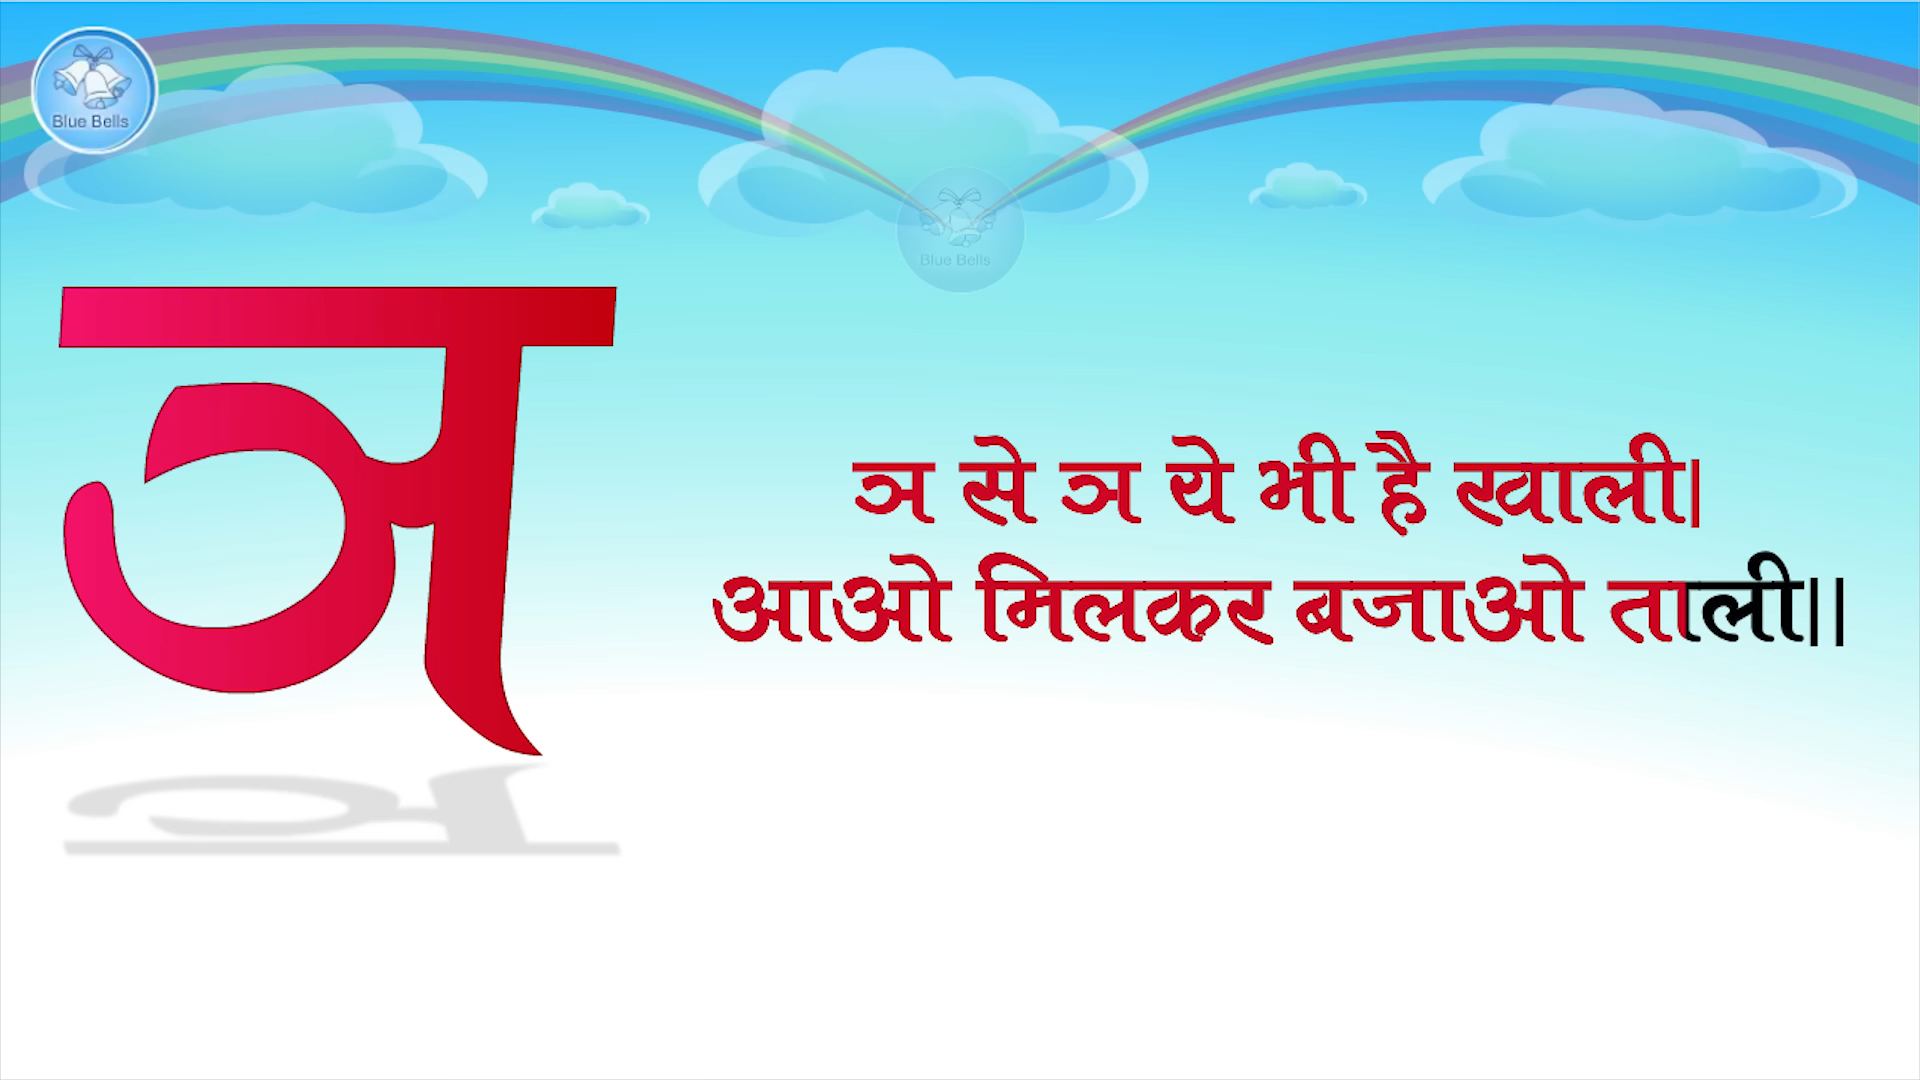 Blue Bells
Blue Bells
ञ
ञ से ञ ये भी है खाली|
आओ मिलकर बजाओ ताली||